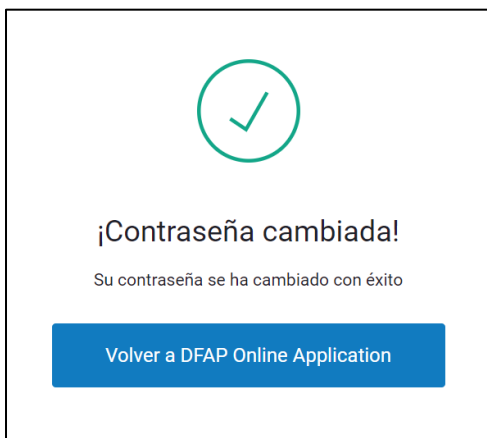 ¡Contraseña cambiada!
Su contraseña se ha cambiado con éxito
Volver a DFAP Online Application